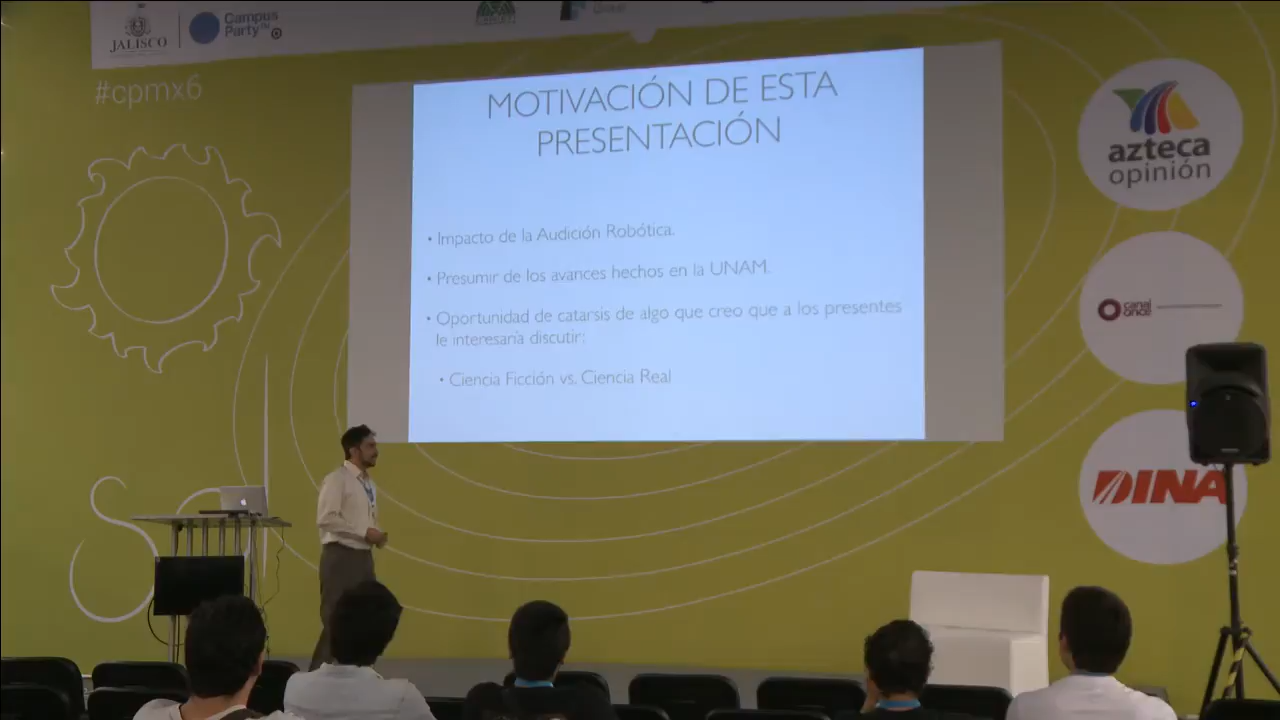 JALISCO
Campus
Party
#cpmx6
MOTIVACIÓN DE ESTA
PRESENTACIÓN
• Impacto de la Audición Robótica.
• Presumir de los avances hechos en la UNAM.
• Oportunidad de catarsis de algo que creo que a los presentes
le interesaría discutir:
• Ciencia Ficción vs. Ciencia Real
azteca
opinión
canal
once
DINA